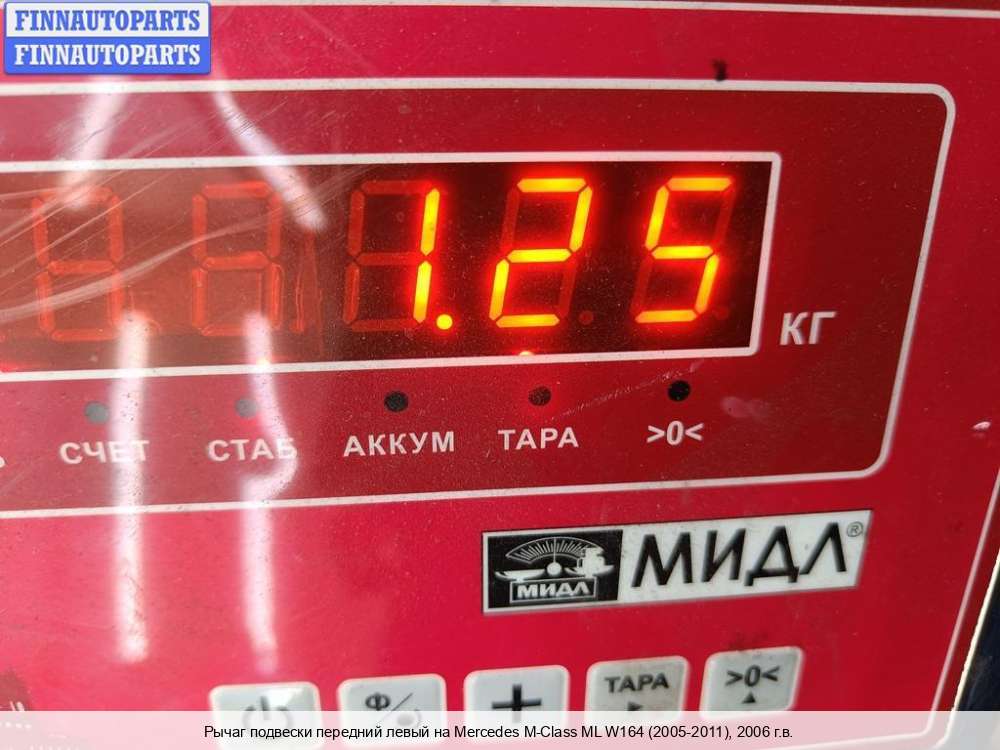 FINNAUTOPARTS
FINNAUTOPARTS
1.25
КГ
СЧЕТ СТАБ АККУМ ТАРА >0<
МИДЛ МИДЛ®
Ф/ + ТАРА >0<
Рычаг подвески передний левый на Mercedes M-Class ML W164 (2005-2011), 2006 г.в.